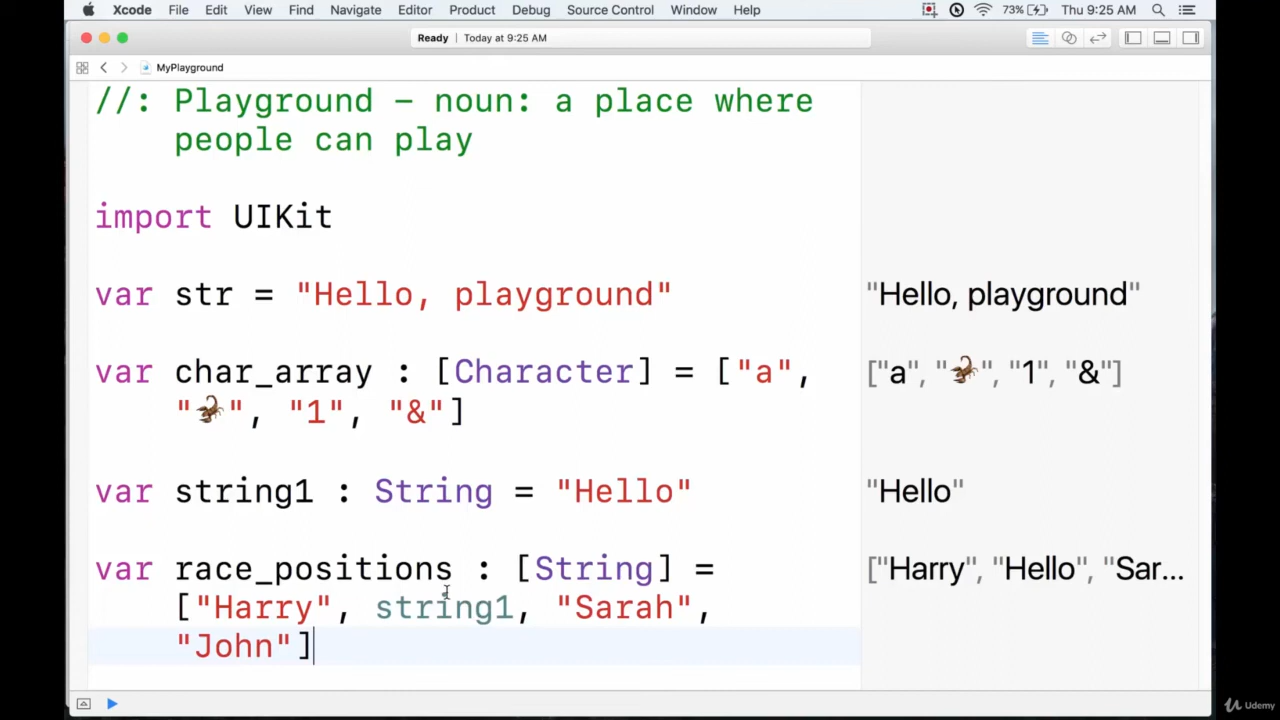 Xcode File Edit View Find Navigate Editor Product Debug Source Control Window Help 73% Thu 9:25 AM
Ready | Today at 9:25 AM
MyPlayground
//: Playground – noun: a place where
people can play
import UIKit
var str = "Hello, playground" "Hello, playground"
var char_array : [Character] = ["a", ["a", "🦂", "1", "&"]
"🦂", "1", "&"]
var string1 : String = "Hello" "Hello"
var race_positions : [String] = ["Harry", "Hello", "Sar...
["Harry", string1, "Sarah",
"John"]
Udemy